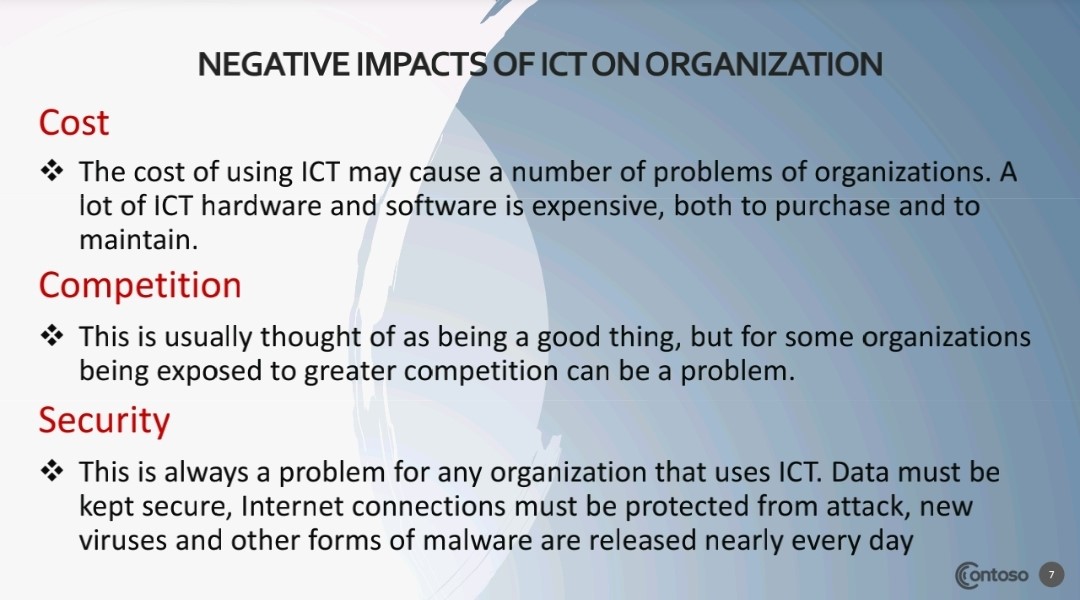 NEGATIVE IMPACTS OF ICT ON ORGANIZATION
Cost
❖ The cost of using ICT may cause a number of problems of organizations. A
lot of ICT hardware and software is expensive, both to purchase and to
maintain.
Competition
❖ This is usually thought of as being a good thing, but for some organizations
being exposed to greater competition can be a problem.
Security
❖ This is always a problem for any organization that uses ICT. Data must be
kept secure, Internet connections must be protected from attack, new
viruses and other forms of malware are released nearly every day
Contoso 7